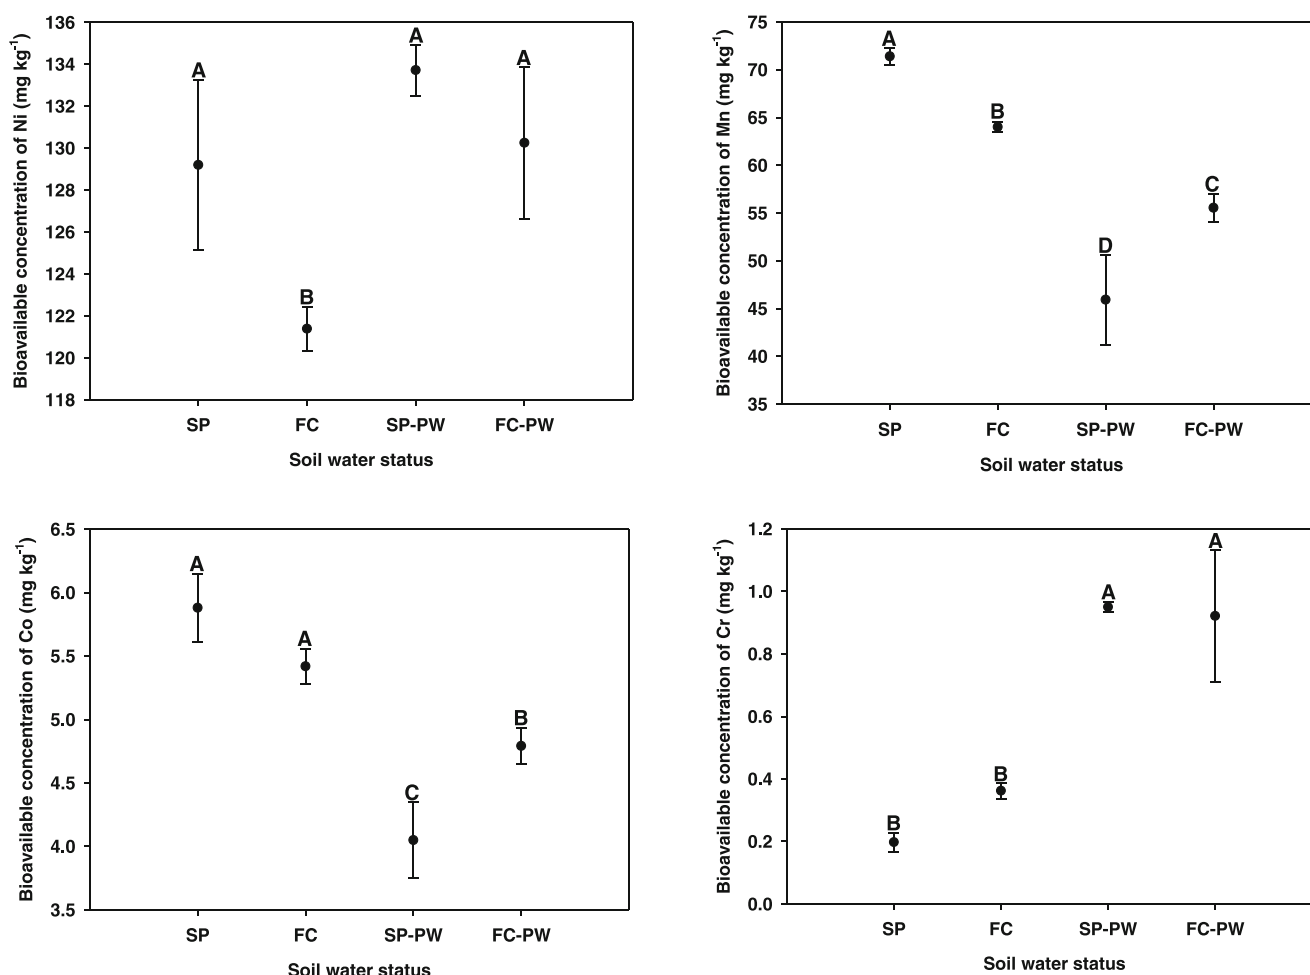 Bioavailable concentration of Ni (mg kg⁻¹)
136
134
132
130
128
126
124
122
120
118
A
B
A
A
SP FC SP-PW FC-PW
Soil water status
Bioavailable concentration of Mn (mg kg⁻¹)
75
70
65
60
55
50
45
40
35
A
B
D
C
SP FC SP-PW FC-PW
Soil water status
Bioavailable concentration of Co (mg kg⁻¹)
6.5
6.0
5.5
5.0
4.5
4.0
3.5
A
A
C
B
SP FC SP-PW FC-PW
Soil water status
Bioavailable concentration of Cr (mg kg⁻¹)
1.2
1.0
0.8
0.6
0.4
0.2
0.0
B
B
A
A
SP FC SP-PW FC-PW
Soil water status